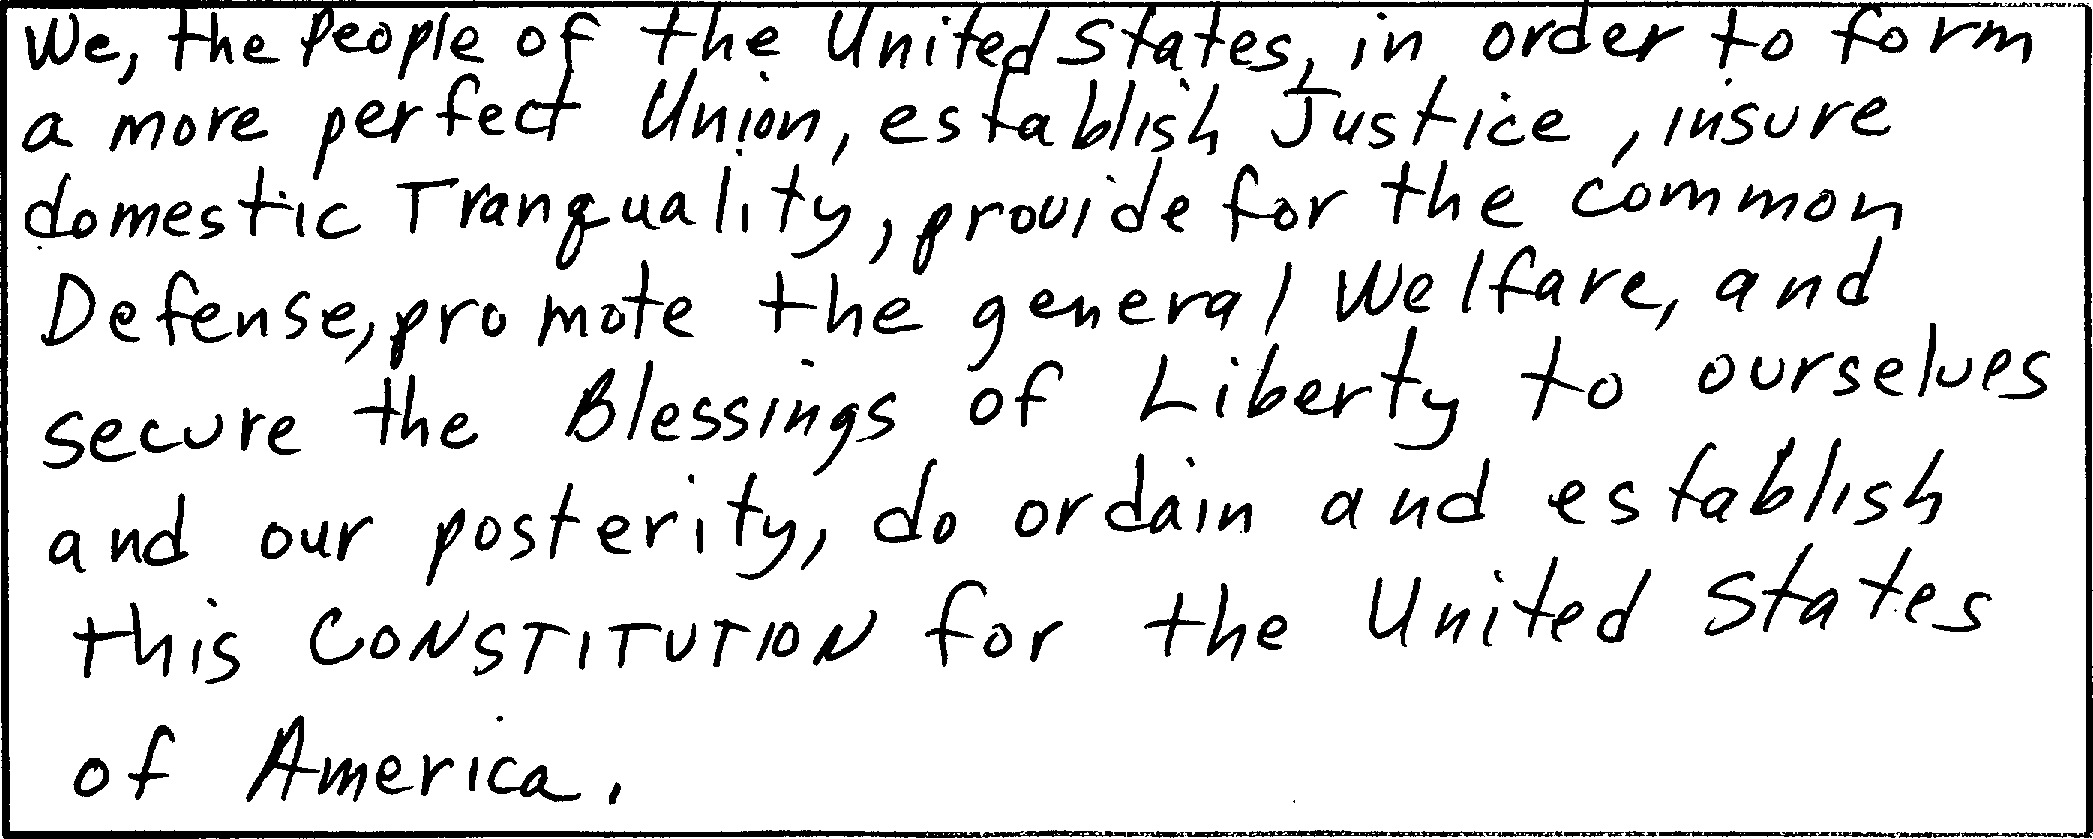 We, the People of the United States, in order to form
a more perfect Union, establish Justice, insure
domestic Tranquality, provide for the common
Defense, promote the general Welfare, and
secure the Blessings of Liberty to ourselves
and our posterity, do ordain and establish
this CONSTITUTION for the United States
of America.